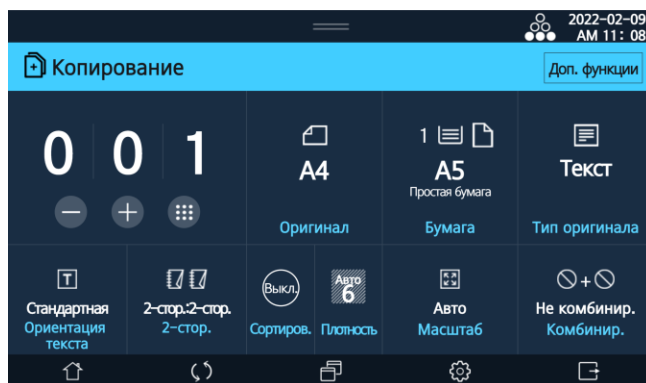 2022-02-09
AM 11: 08
Копирование
Доп. функции
0 0 1
A4
Оригинал
1
A5
Простая бумага
Бумага
Текст
Тип оригинала
T
Стандартная
Ориентация
текста
2-стор.:2-стор.
2-стор.
Выкл.
Сортиров.
Авто
6
Плотность
Авто
Масштаб
Не комбинир.
Комбинир.